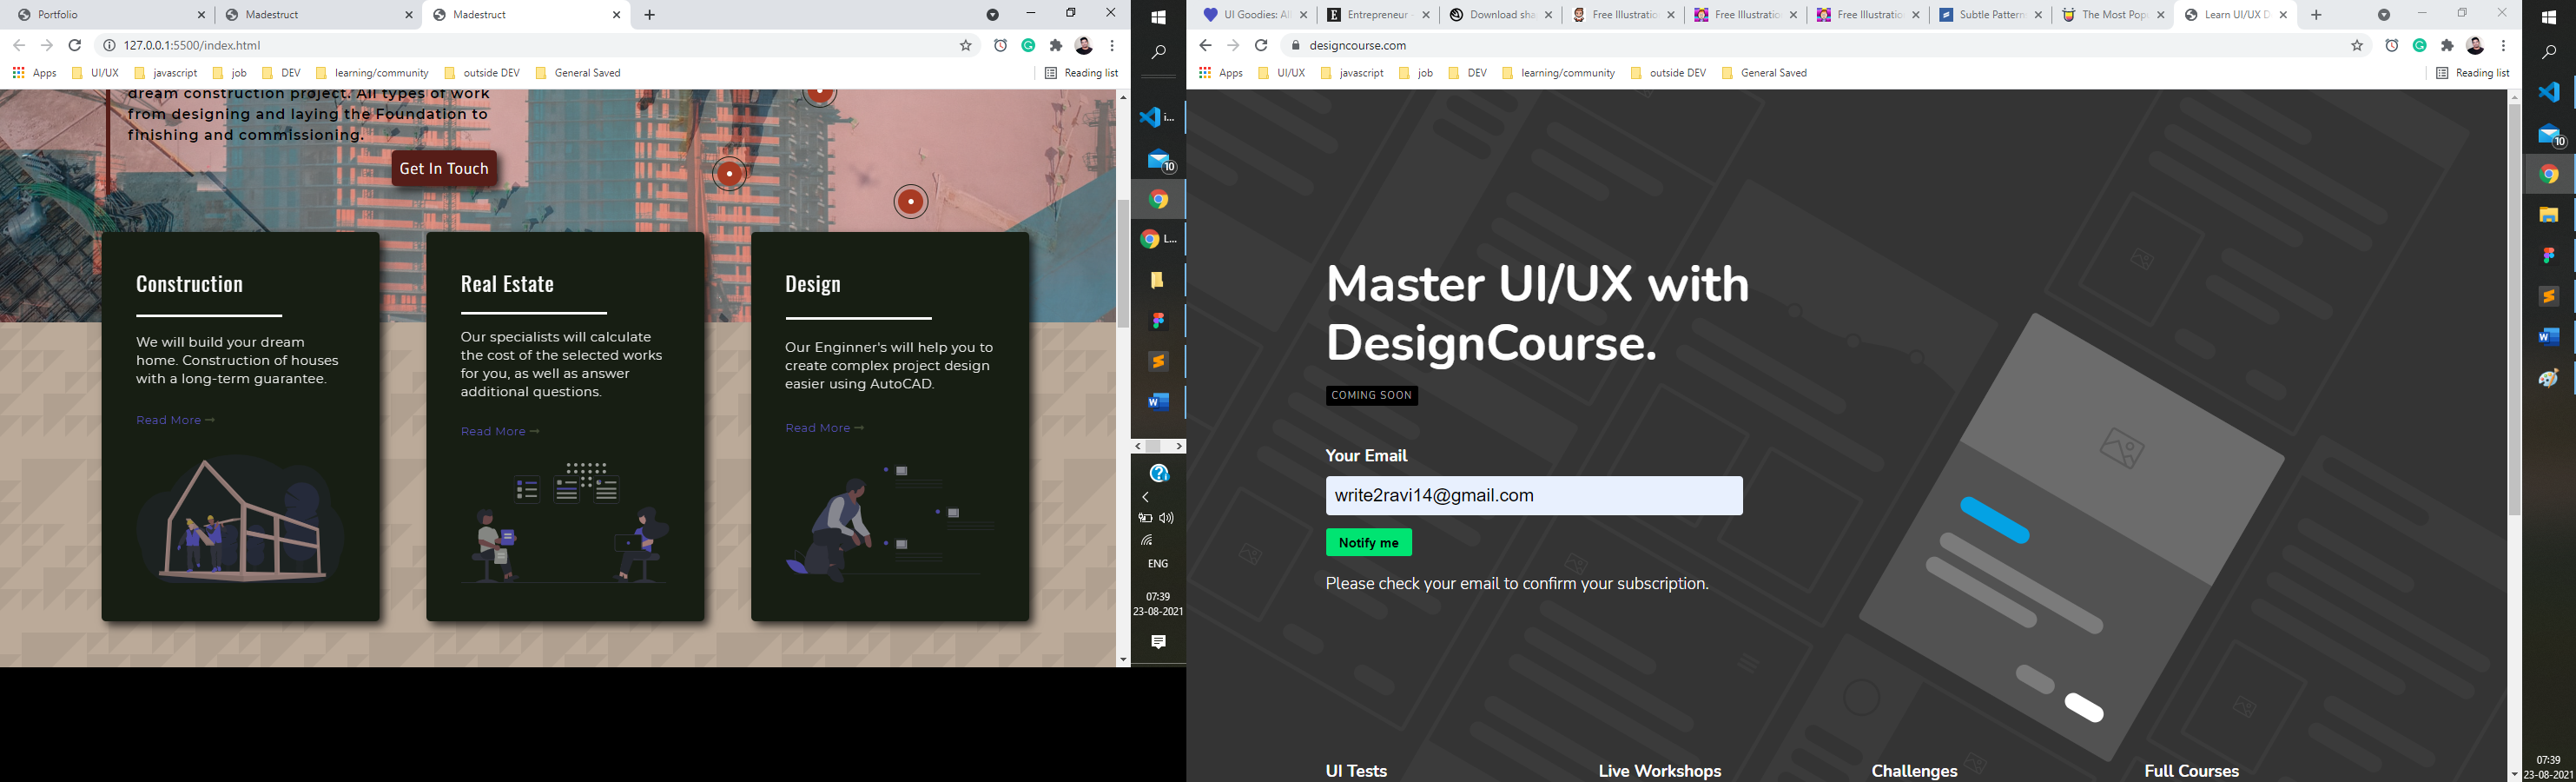 Portfolio
Madestruct
Madestruct
127.0.0.1:5500/index.html
Apps
UI/UX
javascript
job
DEV
learning/community
outside DEV
General Saved
Reading list
dream construction project. All types of work
from designing and laying the Foundation to
finishing and commissioning.
Get In Touch
Construction
We will build your dream
home. Construction of houses
with a long-term guarantee.
Read More
Real Estate
Our specialists will calculate
the cost of the selected works
for you, as well as answer
additional questions.
Read More
Design
Our Enginner's will help you to
create complex project design
easier using AutoCAD.
Read More
i...
10
L...
ENG
07:39
23-08-2021
UI Goodies: Al
Entrepreneur
Download sha
Free Illustratio
Free Illustratio
Free Illustratio
Subtle Pattern
The Most Pop
Learn UI/UX D
designcourse.com
Apps
UI/UX
javascript
job
DEV
learning/community
outside DEV
General Saved
Reading list
Master UI/UX with
DesignCourse.
COMING SOON
Your Email
write2ravi14@gmail.com
Notify me
Please check your email to confirm your subscription.
UI Tests
Live Workshops
Challenges
Full Courses
10
07:39
23-08-2021